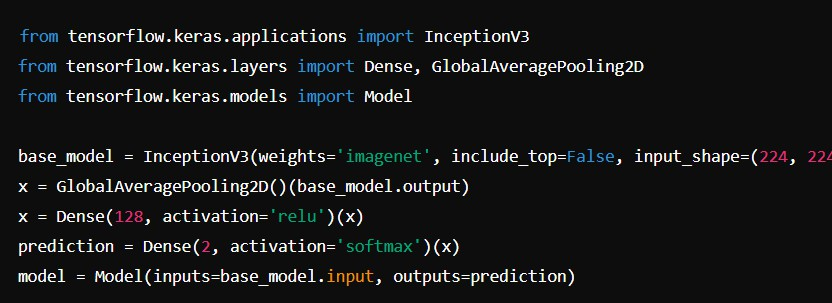 from tensorflow.keras.applications import InceptionV3
from tensorflow.keras.layers import Dense, GlobalAveragePooling2D
from tensorflow.keras.models import Model
base_model = InceptionV3(weights='imagenet', include_top=False, input_shape=(224, 224
x = GlobalAveragePooling2D()(base_model.output)
x = Dense(128, activation='relu')(x)
prediction = Dense(2, activation='softmax')(x)
model = Model(inputs=base_model.input, outputs=prediction)